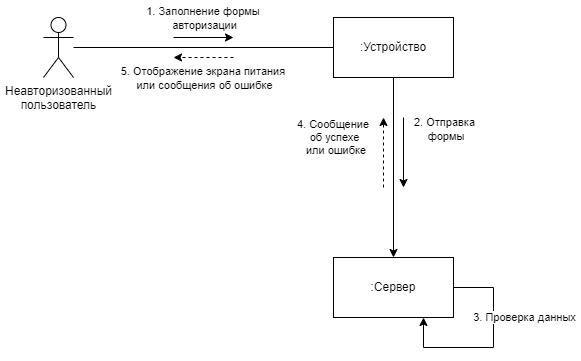 1. Заполнение формы
авторизации
:Устройство
5. Отображение экрана питания
или сообщения об ошибке
Неавторизованный
пользователь
4. Сообщение
об успехе
или ошибке
2. Отправка
формы
:Сервер
3. Проверка данных